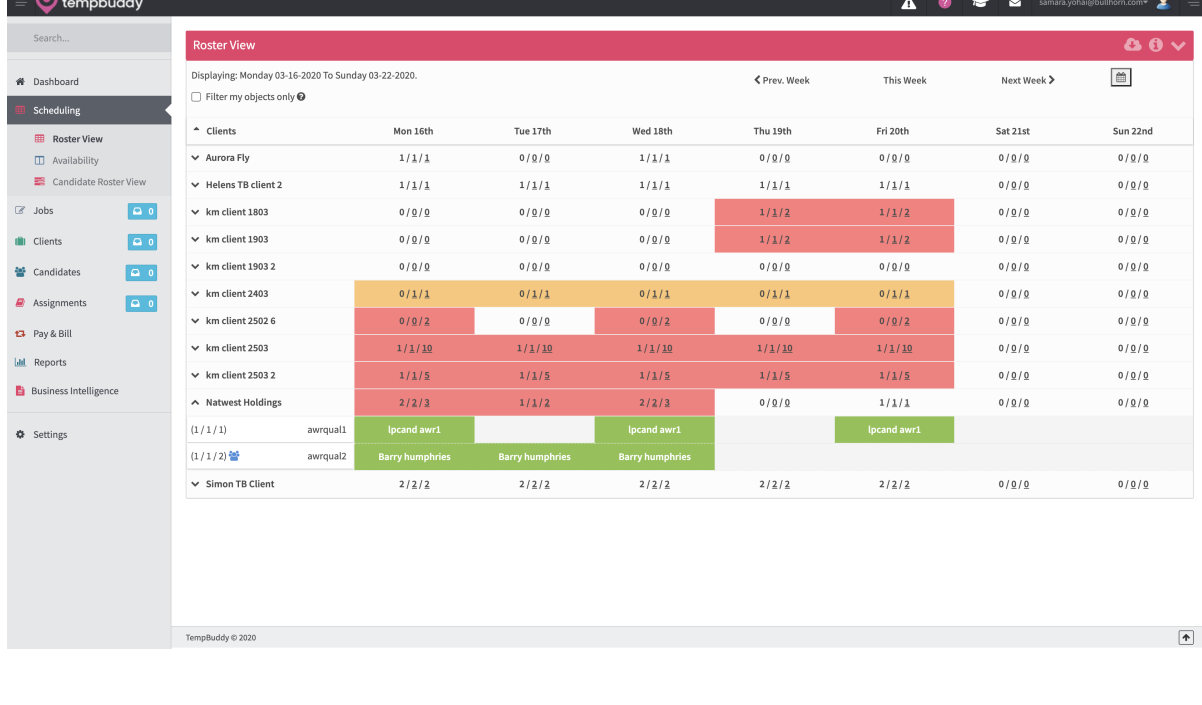 tempbuddy
samara.yohai@bullhorn.com
Search...
Dashboard
Scheduling
Roster View
Availability
Candidate Roster View
Jobs 0
Clients 0
Candidates 0
Assignments 0
Pay & Bill
Reports
Business Intelligence
Settings
Roster View
Displaying: Monday 03-16-2020 To Sunday 03-22-2020.
Prev. Week This Week Next Week
Filter my objects only
Clients Mon 16th Tue 17th Wed 18th Thu 19th Fri 20th Sat 21st Sun 22nd
Aurora Fly 1/1/1 0/0/0 1/1/1 0/0/0 0/0/0 0/0/0 0/0/0
Helens TB client 2 1/1/1 1/1/1 1/1/1 1/1/1 1/1/1 0/0/0 0/0/0
km client 1803 0/0/0 0/0/0 0/0/0 1/1/2 1/1/2 0/0/0 0/0/0
km client 1903 0/0/0 0/0/0 0/0/0 1/1/2 1/1/2 0/0/0 0/0/0
km client 1903 2 0/0/0 0/0/0 0/0/0 0/0/0 0/0/0 0/0/0 0/0/0
km client 2403 0/1/1 0/1/1 0/1/1 0/1/1 0/1/1 0/0/0 0/0/0
km client 2502 6 0/0/2 0/0/0 0/0/2 0/0/0 0/0/2 0/0/0 0/0/0
km client 2503 1/1/10 1/1/10 1/1/10 1/1/10 1/1/10 0/0/0 0/0/0
km client 2503 2 1/1/5 1/1/5 1/1/5 1/1/5 1/1/5 0/0/0 0/0/0
Natwest Holdings 2/2/3 1/1/2 2/2/3 0/0/0 1/1/1 0/0/0 0/0/0
(1/1/1) awrqual1 lpcand awr1 lpcand awr1 lpcand awr1
(1/1/2) awrqual2 Barry humphries Barry humphries Barry humphries
Simon TB Client 2/2/2 2/2/2 2/2/2 2/2/2 2/2/2 0/0/0 0/0/0
TempBuddy © 2020